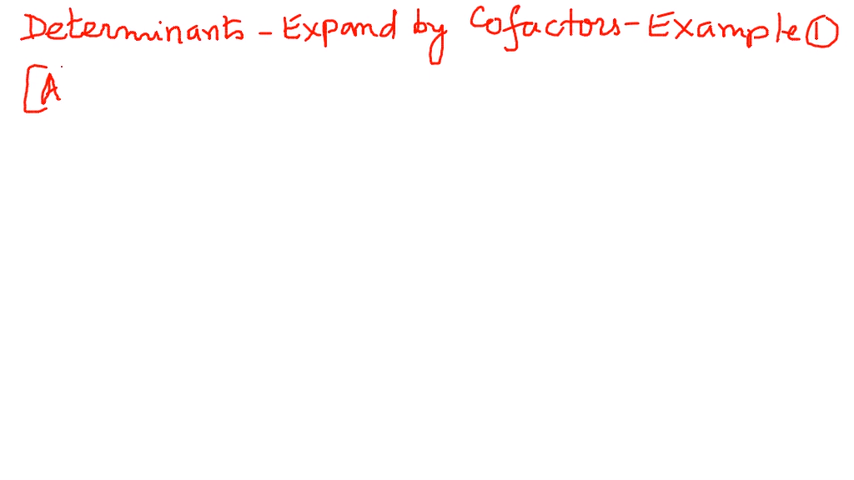 Determinants - Expand by Cofactors - Example ①
[A